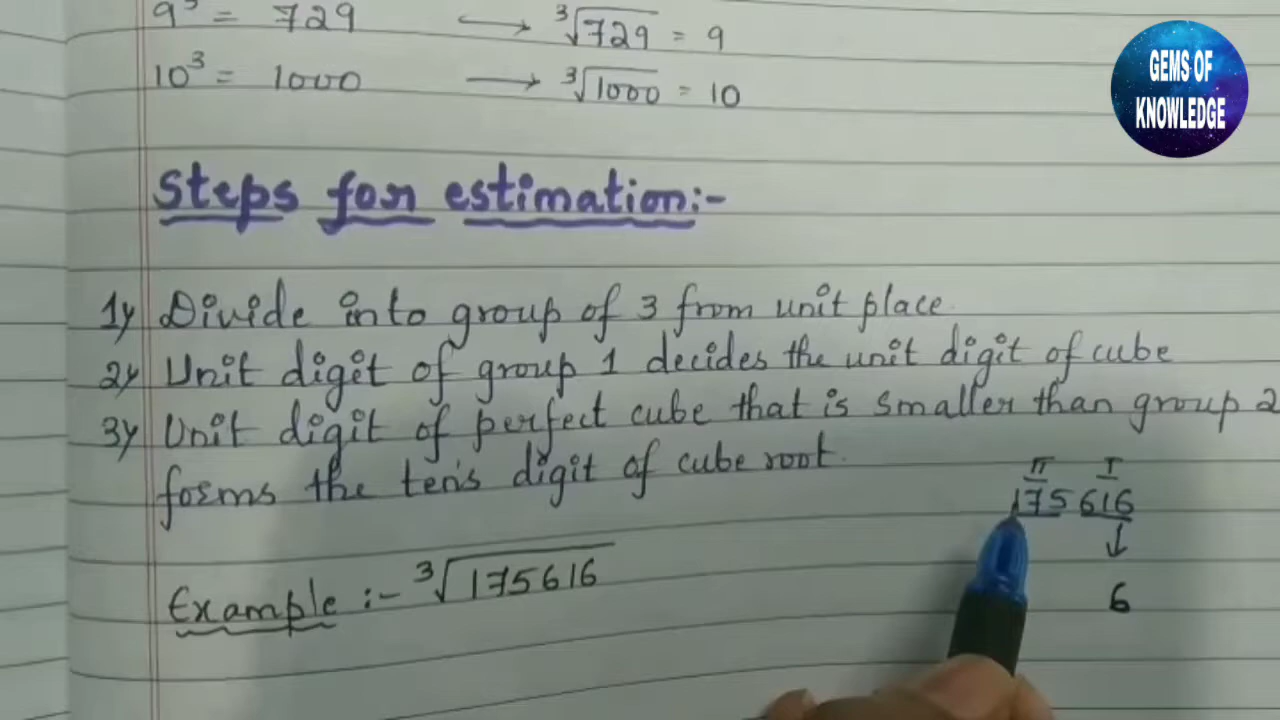 9³ = 729 ⟶ ∛729 = 9
10³ = 1000 ⟶ ∛1000 = 10
GEMS OF
KNOWLEDGE
Steps for estimation:-
1) Divide into group of 3 from unit place.
2) Unit digit of group 1 decides the unit digit of cube
3) Unit digit of perfect cube that is smaller than group 2
forms the ten's digit of cube root.
II I
175 616
↓
6
Example :- ∛175616